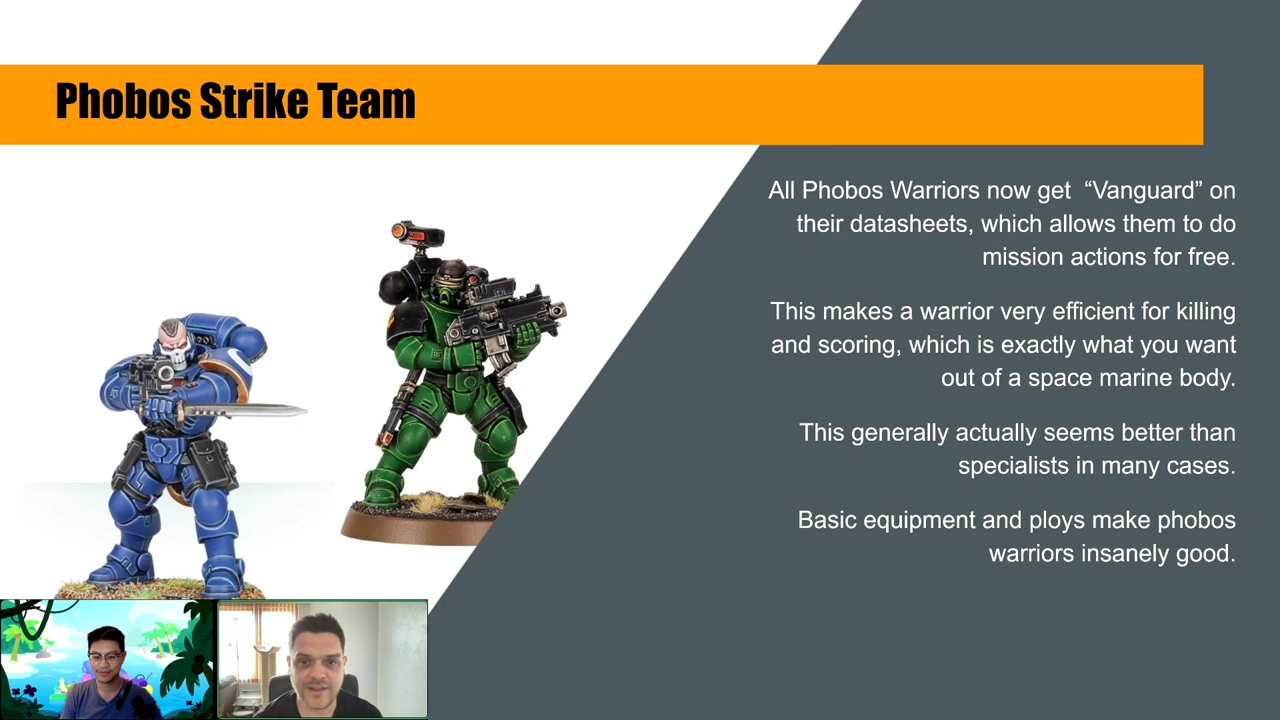 Phobos Strike Team
All Phobos Warriors now get “Vanguard” on
their datasheets, which allows them to do
mission actions for free.
This makes a warrior very efficient for killing
and scoring, which is exactly what you want
out of a space marine body.
This generally actually seems better than
specialists in many cases.
Basic equipment and ploys make phobos
warriors insanely good.